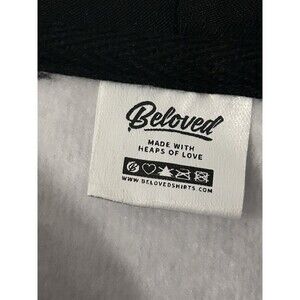 Beloved
MADE WITH
HEAPS OF LOVE
WWW.BELOVEDSHIRTS.COM